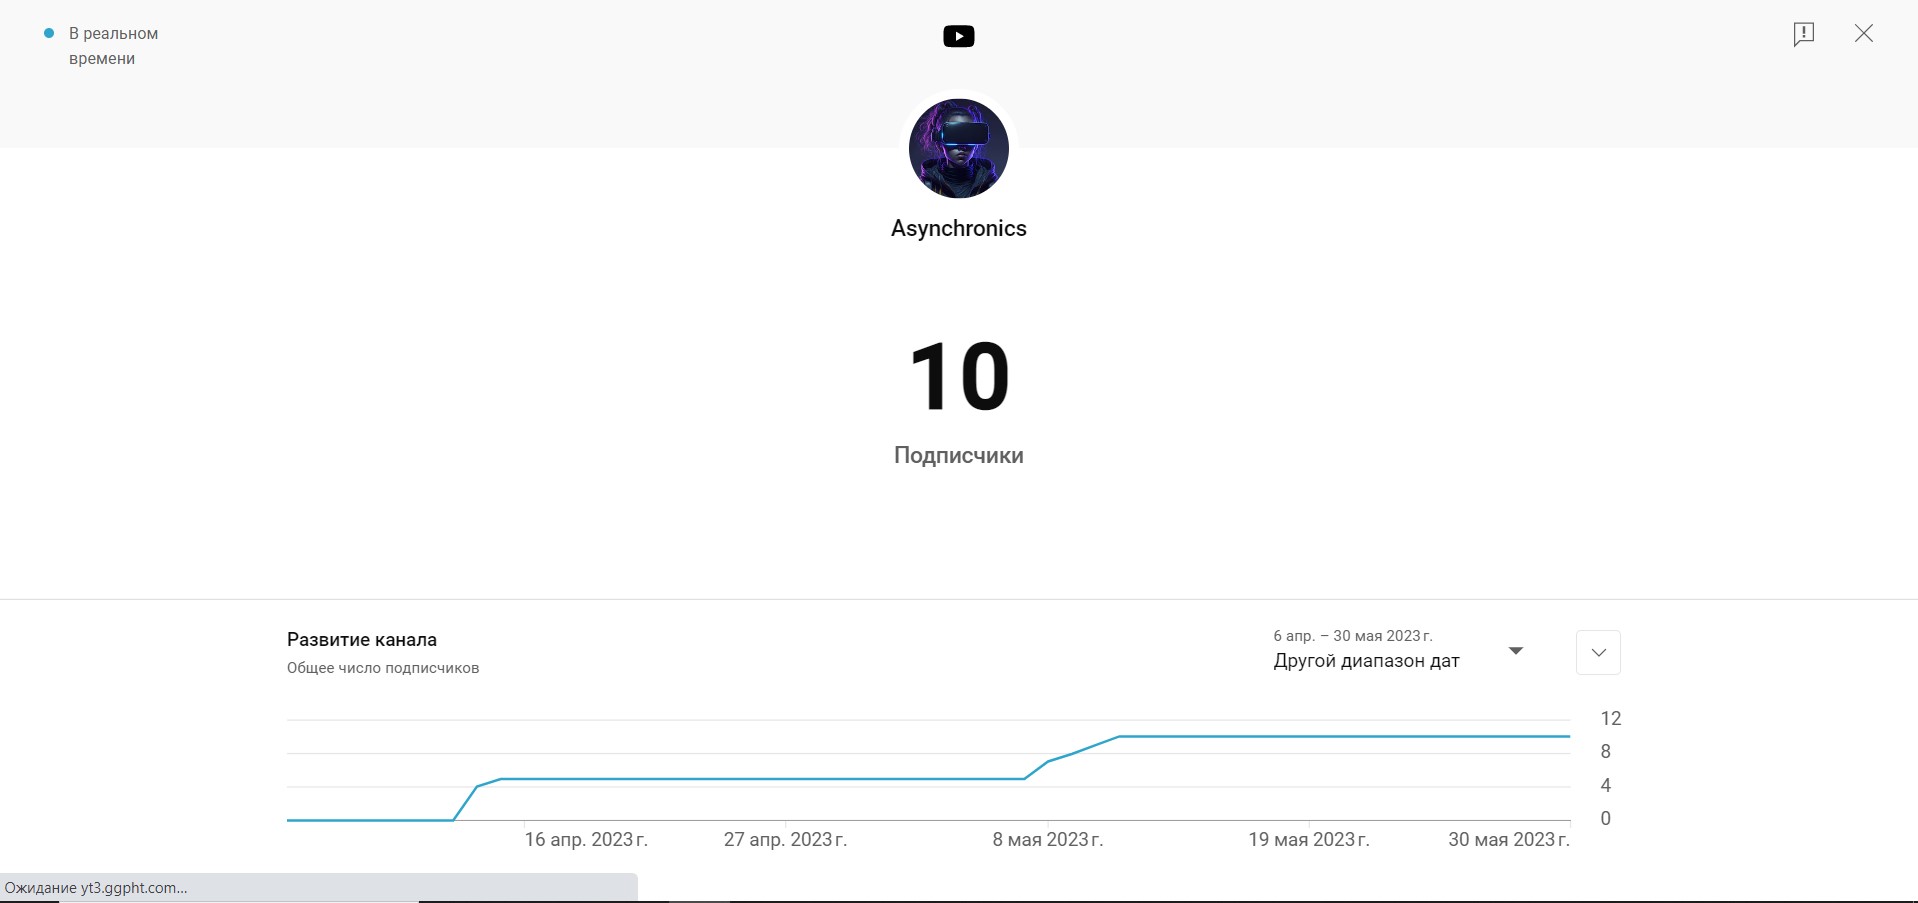 В реальном
времени
Asynchronics
10
Подписчики
Развитие канала
Общее число подписчиков
6 апр. – 30 мая 2023 г.
Другой диапазон дат
12
8
4
0
16 апр. 2023 г.
27 апр. 2023 г.
8 мая 2023 г.
19 мая 2023 г.
30 мая 2023 г.
Ожидание yt3.ggpht.com...